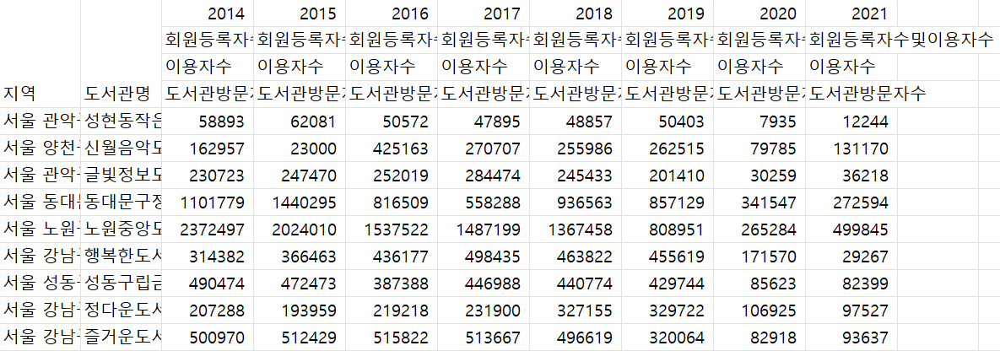 2014 2015 2016 2017 2018 2019 2020 2021
회원등록자수 회원등록자수 회원등록자수 회원등록자수 회원등록자수 회원등록자수 회원등록자수 회원등록자수및이용자수
이용자수 이용자수 이용자수 이용자수 이용자수 이용자수 이용자수 이용자수
지역 도서관명 도서관방문자 도서관방문자 도서관방문자 도서관방문자 도서관방문자 도서관방문자 도서관방문자 도서관방문자수
서울 관악 성현동작은 58893 62081 50572 47895 48857 50403 7935 12244
서울 양천 신월음악도 162957 23000 425163 270707 255986 262515 79785 131170
서울 관악 글빛정보도 230723 247470 252019 284474 245433 201410 30259 36218
서울 동대문 동대문구정 1101779 1440295 816509 558288 936563 857129 341547 272594
서울 노원 노원중앙도 2372497 2024010 1537522 1487199 1367458 808951 265284 499845
서울 강남 행복한도서 314382 366463 436177 498435 463822 455619 171570 29267
서울 성동 성동구립금 490474 472473 387388 446988 440774 429744 85623 82399
서울 강남 정다운도서 207288 193959 219218 231900 327155 329722 106925 97527
서울 강남 즐거운도서 500970 512429 515822 513667 496619 320064 82918 93637